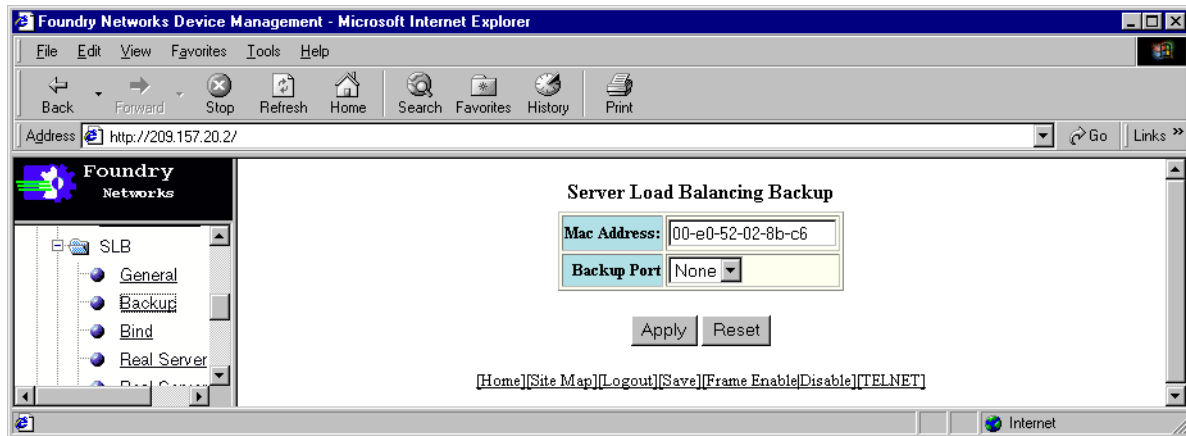 Foundry Networks Device Management - Microsoft Internet Explorer
File Edit View Favorites Tools Help
Back Forward Stop Refresh Home Search Favorites History Print
Address http://209.157.20.2/ Go Links »
Foundry
Networks
SLB
General
Backup
Bind
Real Server
Server Load Balancing Backup
Mac Address: 00-e0-52-02-8b-c6
Backup Port None
Apply Reset
[Home][Site Map][Logout][Save][Frame Enable|Disable][TELNET]
Internet